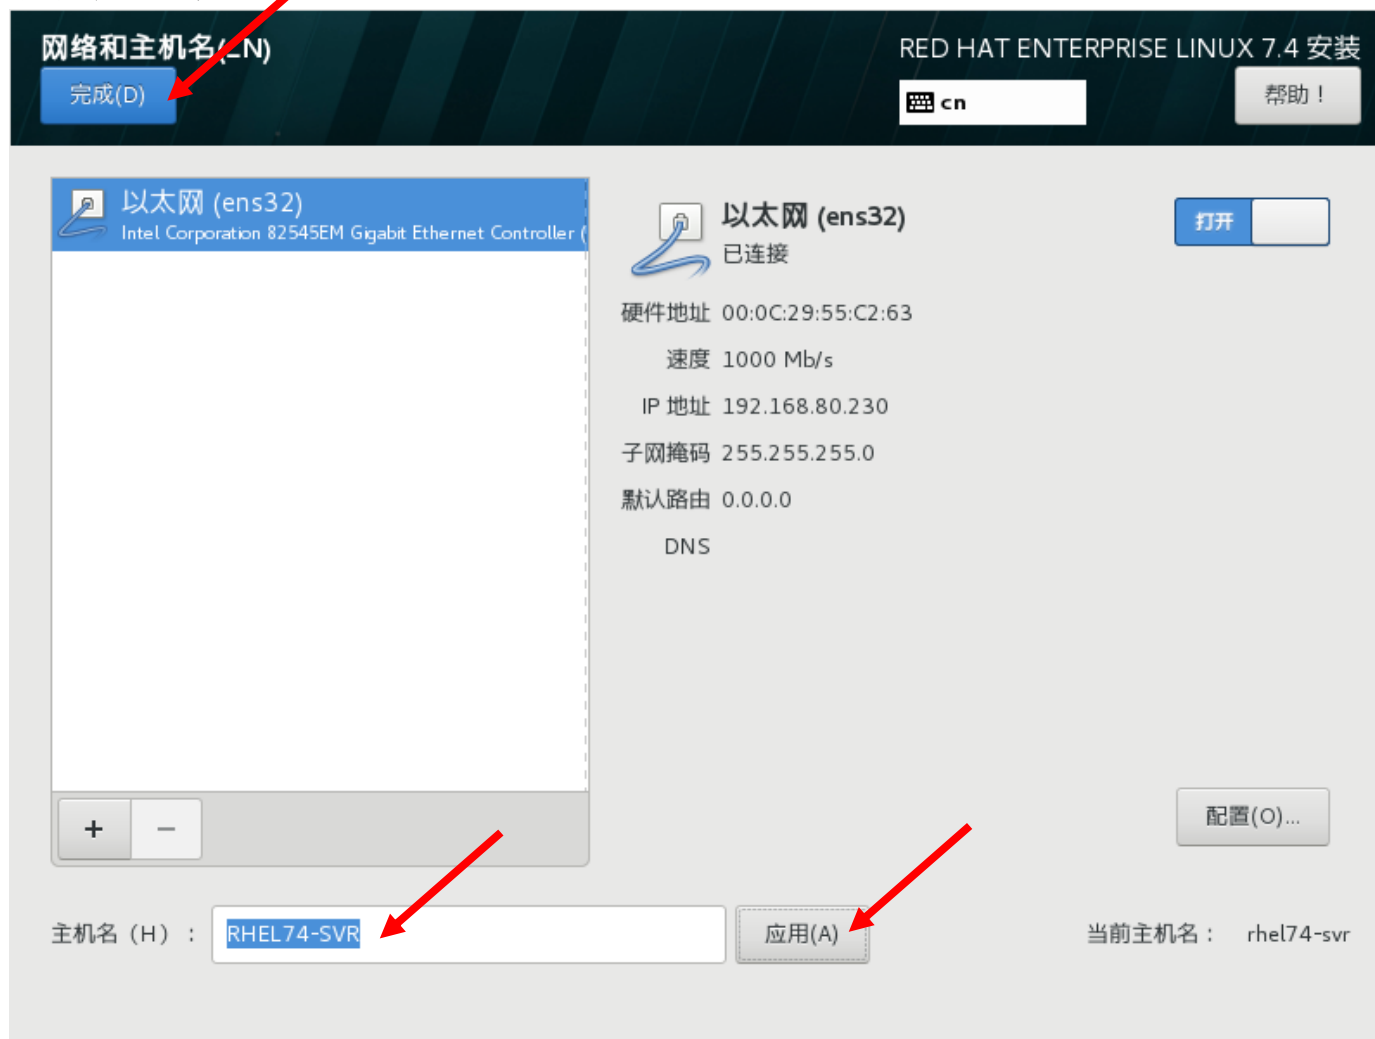 网络和主机名(EN)
RED HAT ENTERPRISE LINUX 7.4 安装
完成(D)
cn
帮助！
以太网 (ens32)
Intel Corporation 82545EM Gigabit Ethernet Controller (
以太网 (ens32)
已连接
打开
硬件地址 00:0C:29:55:C2:63
速度 1000 Mb/s
IP 地址 192.168.80.230
子网掩码 255.255.255.0
默认路由 0.0.0.0
DNS
+ −
配置(O)...
主机名（H）： RHEL74-SVR
应用(A)
当前主机名： rhel74-svr